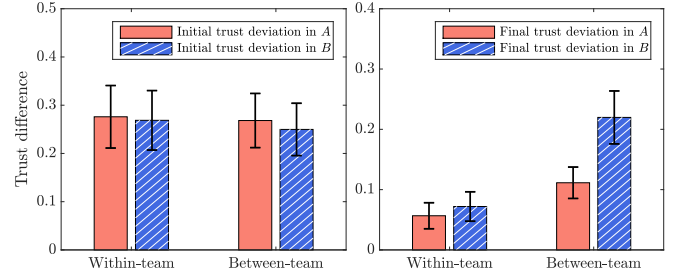 0.5
0.4
0.3
0.2
0.1
0
Trust difference
Initial trust deviation in A
Initial trust deviation in B
Within-team
Between-team
0.4
0.3
0.2
0.1
0
Final trust deviation in A
Final trust deviation in B
Within-team
Between-team